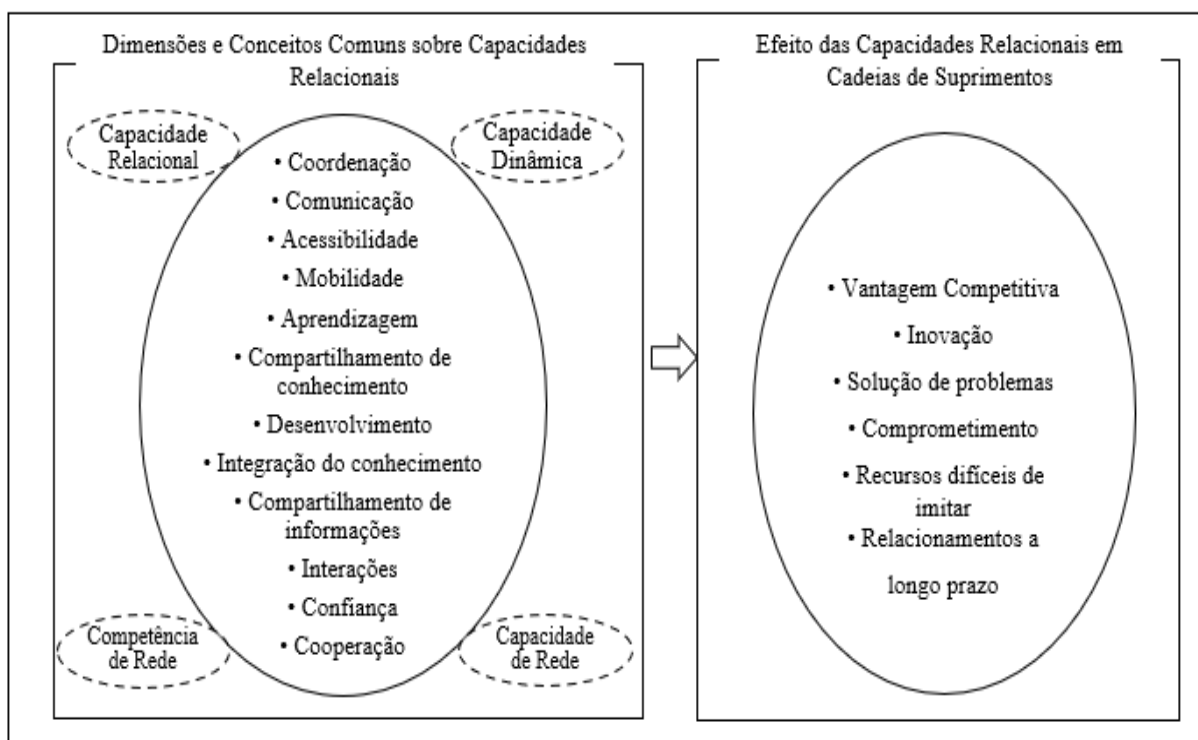 Dimensões e Conceitos Comuns sobre Capacidades
Relacionais
Capacidade
Relacional
Capacidade
Dinâmica
• Coordenação
• Comunicação
• Acessibilidade
• Mobilidade
• Aprendizagem
• Compartilhamento de
conhecimento
• Desenvolvimento
• Integração do conhecimento
• Compartilhamento de
informações
• Interações
• Confiança
• Cooperação
Competência
de Rede
Capacidade
de Rede
Efeito das Capacidades Relacionais em
Cadeias de Suprimentos
• Vantagem Competitiva
• Inovação
• Solução de problemas
• Comprometimento
• Recursos difíceis de
imitar
• Relacionamentos a
longo prazo